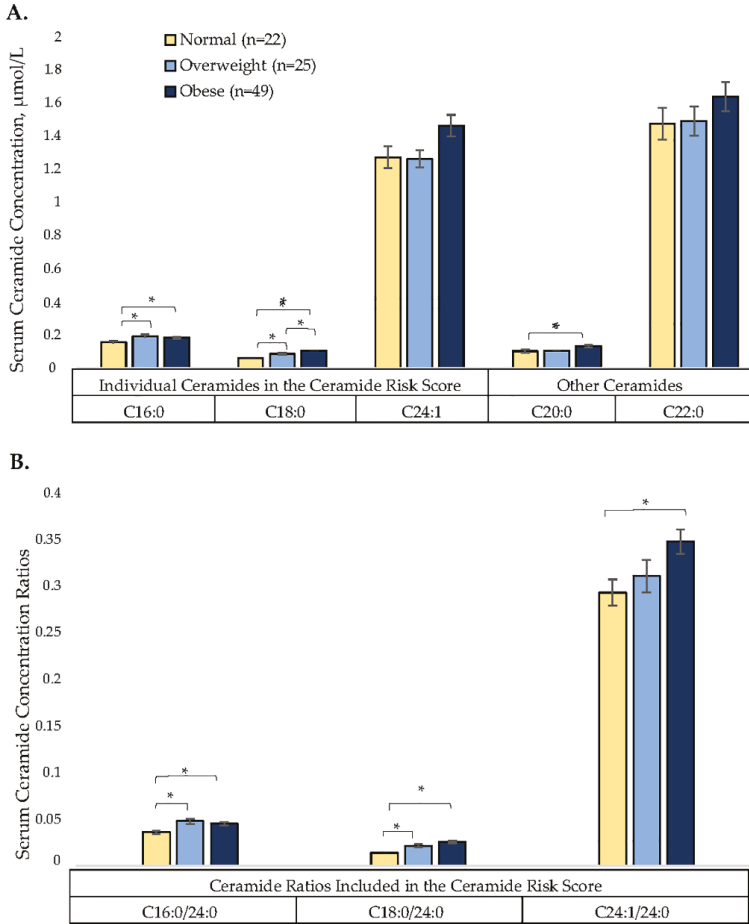 A.
Serum Ceramide Concentration, µmol/L
2
1.8
1.6
1.4
1.2
1
0.8
0.6
0.4
0.2
0
Normal (n=22)
Overweight (n=25)
Obese (n=49)
*
*
*
*
*
*
Individual Ceramides in the Ceramide Risk Score
Other Ceramides
C16:0
C18:0
C24:1
C20:0
C22:0
B.
Serum Ceramide Concentration Ratios
0.4
0.35
0.3
0.25
0.2
0.15
0.1
0.05
0
*
*
*
*
*
Ceramide Ratios Included in the Ceramide Risk Score
C16:0/24:0
C18:0/24:0
C24:1/24:0